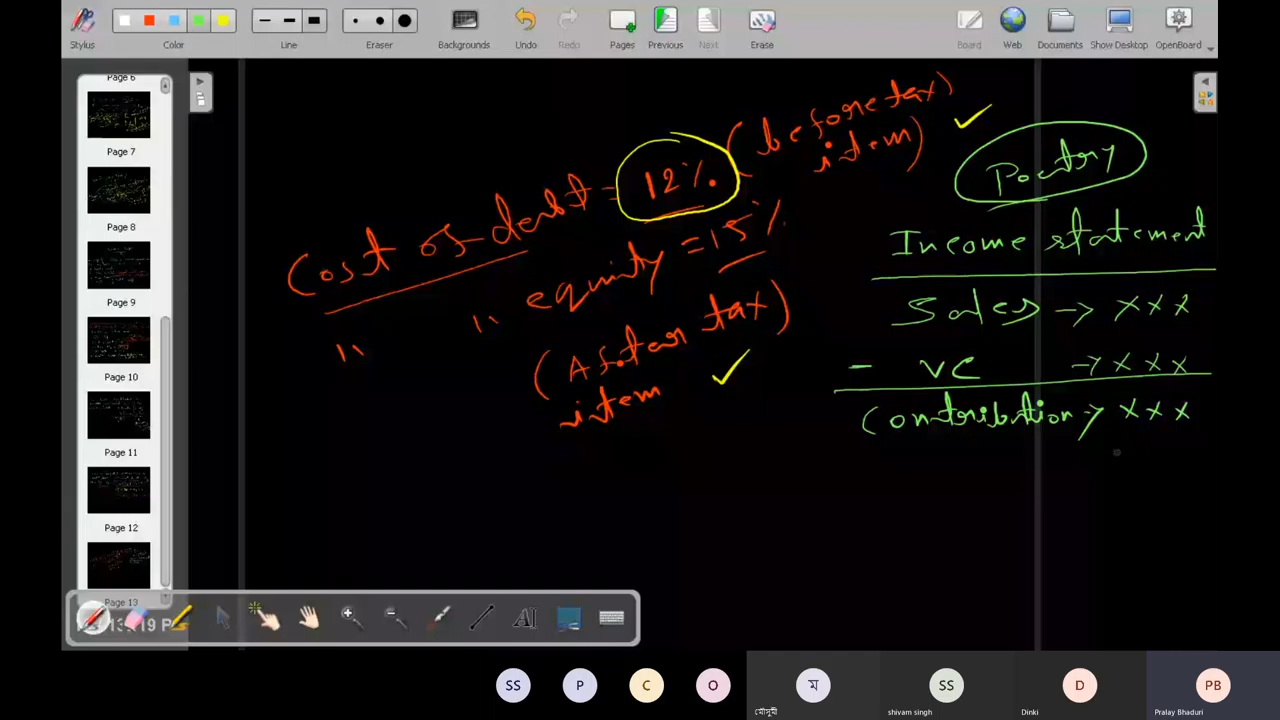 Stylus
Color
Line
Eraser
Backgrounds
Undo
Redo
Pages
Previous
Next
Erase
Board
Web
Documents
Show Desktop
OpenBoard
Page 6
Page 7
Page 8
Page 9
Page 10
Page 11
Page 12
Page 13
Cost of debt = 12%. (before tax item)
" " equity = 15%
(After tax) item
Income statement
Sales → xxx
- VC → xxx
Contribution → xxx
SS
P
C
O
ম
মৌসুমী
SS
shivam singh
D
Dinki
PB
Pralay Bhaduri